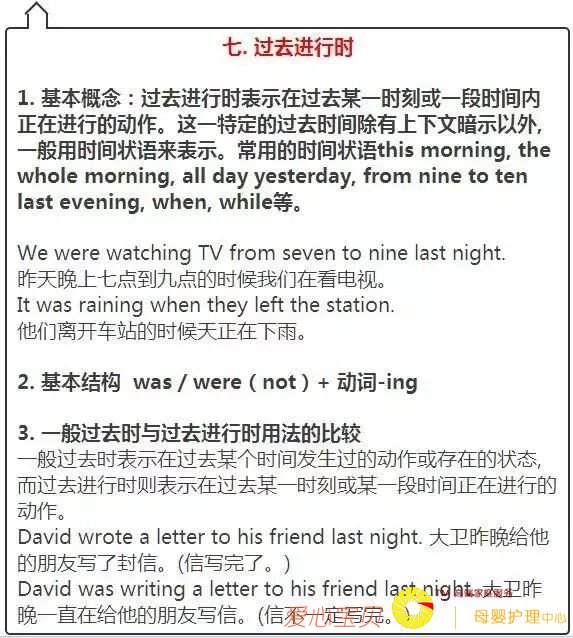 七. 过去进行时
1. 基本概念：过去进行时表示在过去某一时刻或一段时间内
正在进行的动作。这一特定的过去时间除有上下文暗示以外,
一般用时间状语来表示。常用的时间状语this morning, the
whole morning, all day yesterday, from nine to ten
last evening, when, while等。
We were watching TV from seven to nine last night.
昨天晚上七点到九点的时候我们在看电视。
It was raining when they left the station.
他们离开车站的时候天正在下雨。
2. 基本结构 was / were（not）+ 动词-ing
3. 一般过去时与过去进行时用法的比较
一般过去时表示在过去某个时间发生过的动作或存在的状态,
而过去进行时则表示在过去某一时刻或某一段时间正在进行的
动作。
David wrote a letter to his friend last night. 大卫昨晚给他
的朋友写了封信。(信写完了。)
David was writing a letter to his friend last night. 大卫昨
晚一直在给他的朋友写信。(信不一定写完。)
爱心宝贝
母婴护理中心